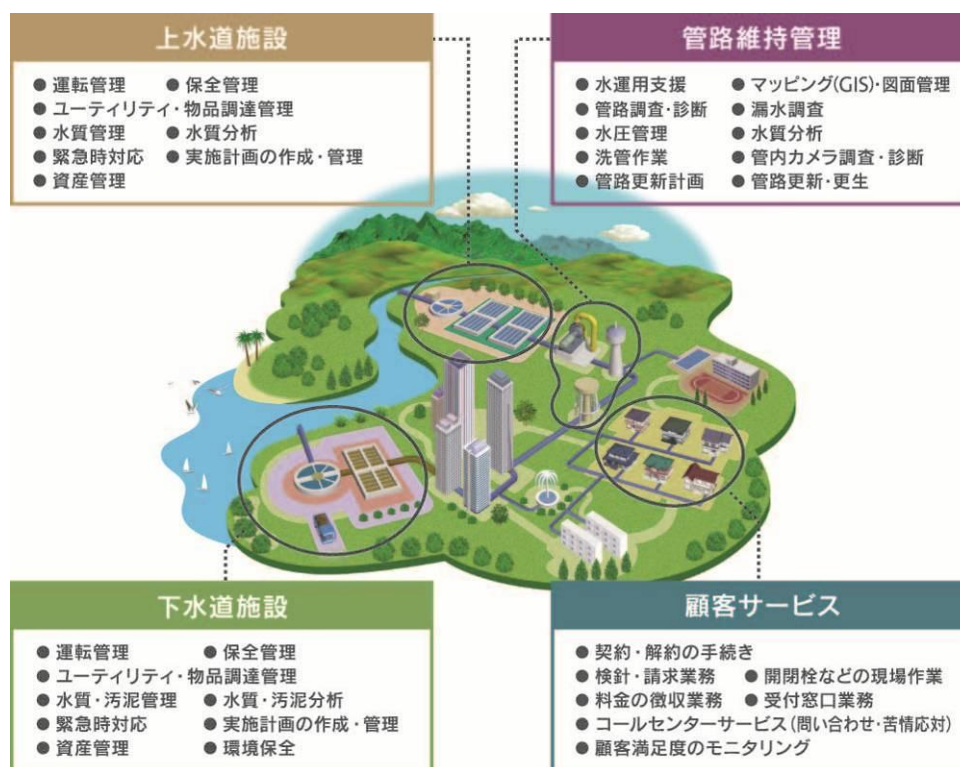 上水道施設
● 運転管理 ● 保全管理
● ユーティリティ・物品調達管理
● 水質管理 ● 水質分析
● 緊急時対応 ● 実施計画の作成・管理
● 資産管理
管路維持管理
● 水運用支援 ● マッピング(GIS)・図面管理
● 管路調査・診断 ● 漏水調査
● 水圧管理 ● 水質分析
● 洗管作業 ● 管内カメラ調査・診断
● 管路更新計画 ● 管路更新・更生
下水道施設
● 運転管理 ● 保全管理
● ユーティリティ・物品調達管理
● 水質・汚泥管理 ● 水質・汚泥分析
● 緊急時対応 ● 実施計画の作成・管理
● 資産管理 ● 環境保全
顧客サービス
● 契約・解約の手続き
● 検針・請求業務 ● 開閉栓などの現場作業
● 料金の徴収業務 ● 受付窓口業務
● コールセンターサービス(問い合わせ・苦情応対)
● 顧客満足度のモニタリング